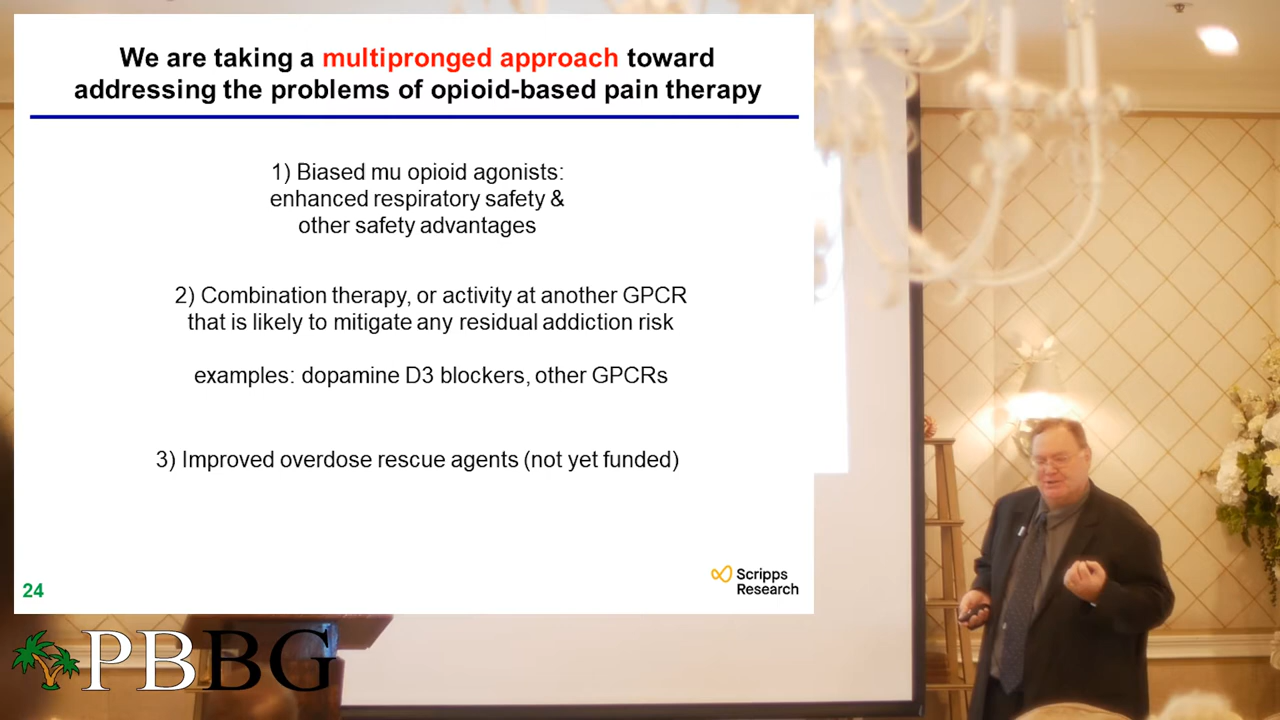 We are taking a multipronged approach toward
addressing the problems of opioid-based pain therapy
1) Biased mu opioid agonists:
enhanced respiratory safety &
other safety advantages
2) Combination therapy, or activity at another GPCR
that is likely to mitigate any residual addiction risk
examples: dopamine D3 blockers, other GPCRs
3) Improved overdose rescue agents (not yet funded)
24
Scripps
Research
PBBG